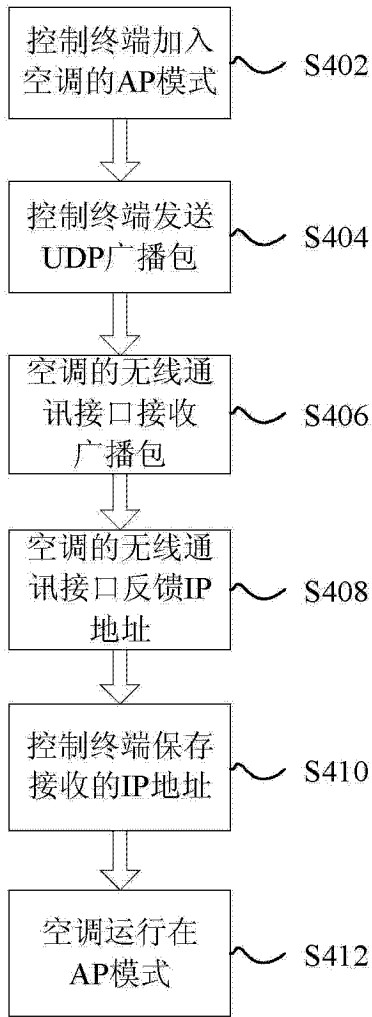 控制终端加入
空调的AP模式
S402
控制终端发送
UDP广播包
S404
空调的无线通
讯接口接收
广播包
S406
空调的无线通
讯接口反馈IP
地址
S408
控制终端保存
接收的IP地址
S410
空调运行在
AP模式
S412